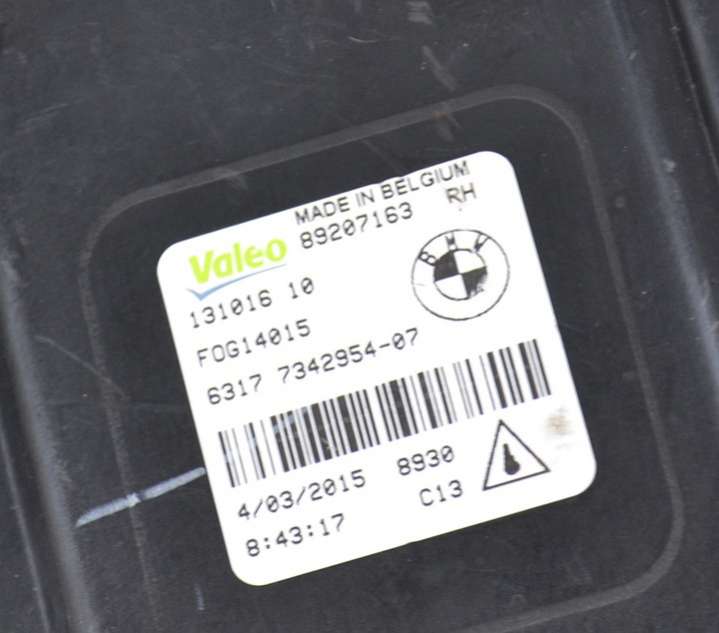 MADE IN BELGIUM
Valeo 89207163 RH
131016 10
BMW
FOG14015
6317 7342954-07
4/03/2015 8930
8:43:17 C13